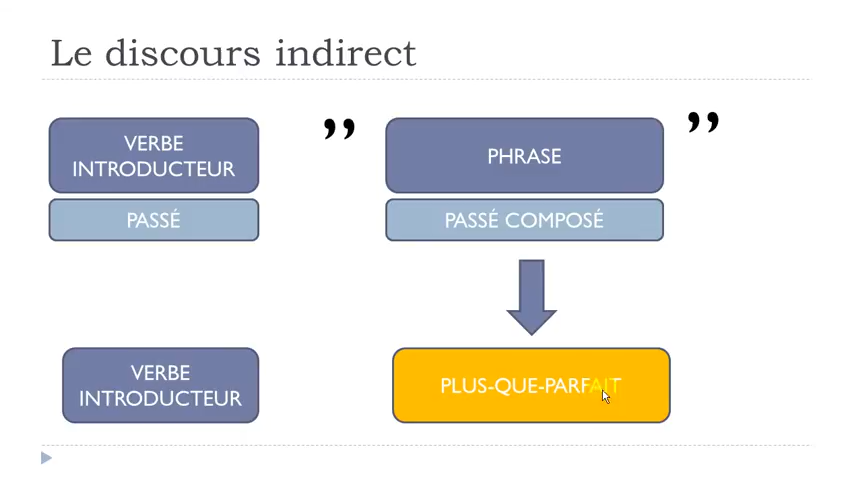 Le discours indirect
VERBE
INTRODUCTEUR
”
PHRASE
”
PASSÉ
PASSÉ COMPOSÉ
VERBE
INTRODUCTEUR
PLUS-QUE-PARFAIT